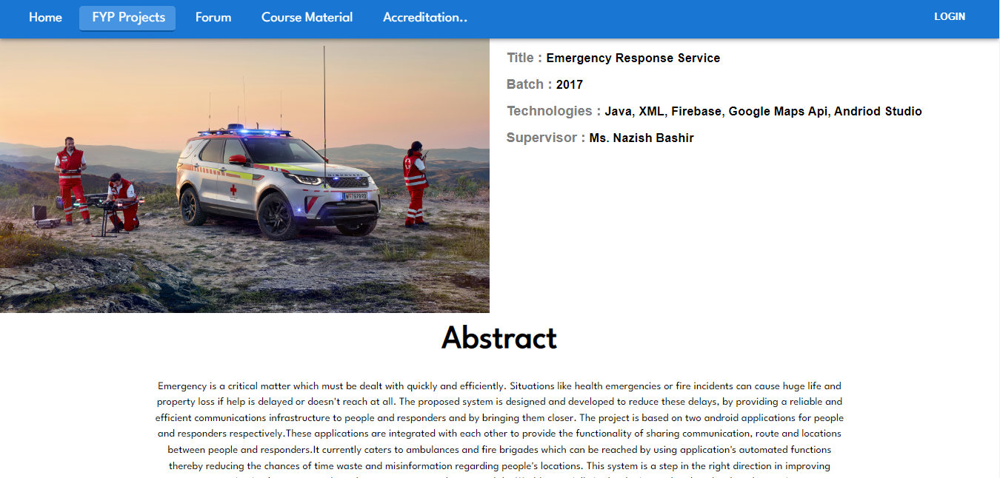 Home FYP Projects Forum Course Material Accreditation.. LOGIN
Title : Emergency Response Service
Batch : 2017
Technologies : Java, XML, Firebase, Google Maps Api, Andriod Studio
Supervisor : Ms. Nazish Bashir
DISCOVERY
Abstract
Emergency is a critical matter which must be dealt with quickly and efficiently. Situations like health emergencies or fire incidents can cause huge life and
property loss if help is delayed or doesn't reach at all. The proposed system is designed and developed to reduce these delays, by providing a reliable and
efficient communications infrastructure to people and responders and by bringing them closer. The project is based on two android applications for people
and responders respectively.These applications are integrated with each other to provide the functionality of sharing communication, route and locations
between people and responders.It currently caters to ambulances and fire brigades which can be reached by using application's automated functions
thereby reducing the chances of time waste and misinformation regarding people's locations. This system is a step in the right direction in improving